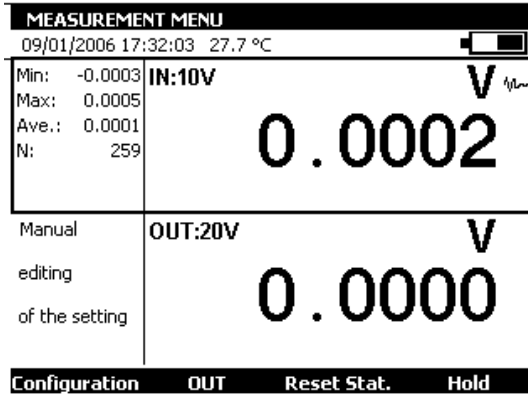 MEASUREMENT MENU
09/01/2006 17:32:03 27.7 °C
Min: -0.0003
Max: 0.0005
Ave.: 0.0001
N: 259
IN:10V
V
0.0002
Manual
editing
of the setting
OUT:20V
V
0.0000
Configuration OUT Reset Stat. Hold